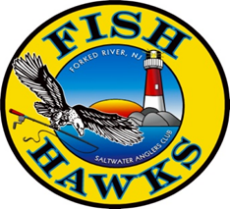 FISH
FORKED RIVER, NJ
SALTWATER ANGLERS CLUB
HAWKS